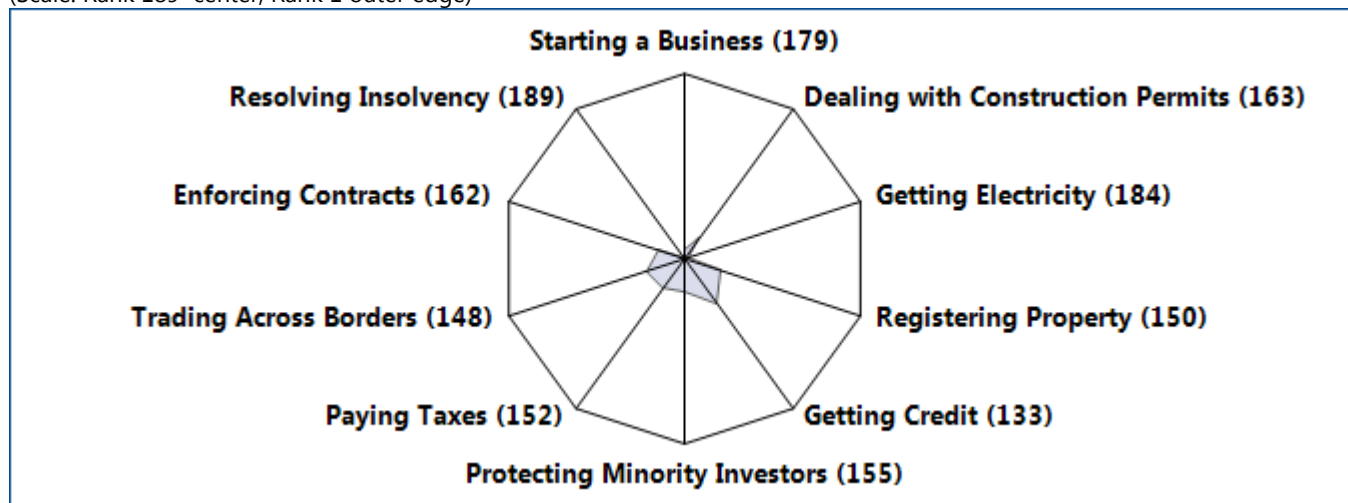 Starting a Business (179)
Resolving Insolvency (189)
Dealing with Construction Permits (163)
Enforcing Contracts (162)
Getting Electricity (184)
Trading Across Borders (148)
Registering Property (150)
Paying Taxes (152)
Getting Credit (133)
Protecting Minority Investors (155)